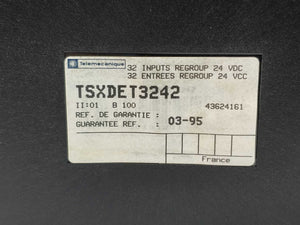 Telemecanique
32 INPUTS REGROUP 24 VDC
32 ENTREES REGROUP 24 VCC
TSXDET3242
II:01 B 100 43624161
REF. DE GARANTIE :
GUARANTEE REF. : 03-95
France